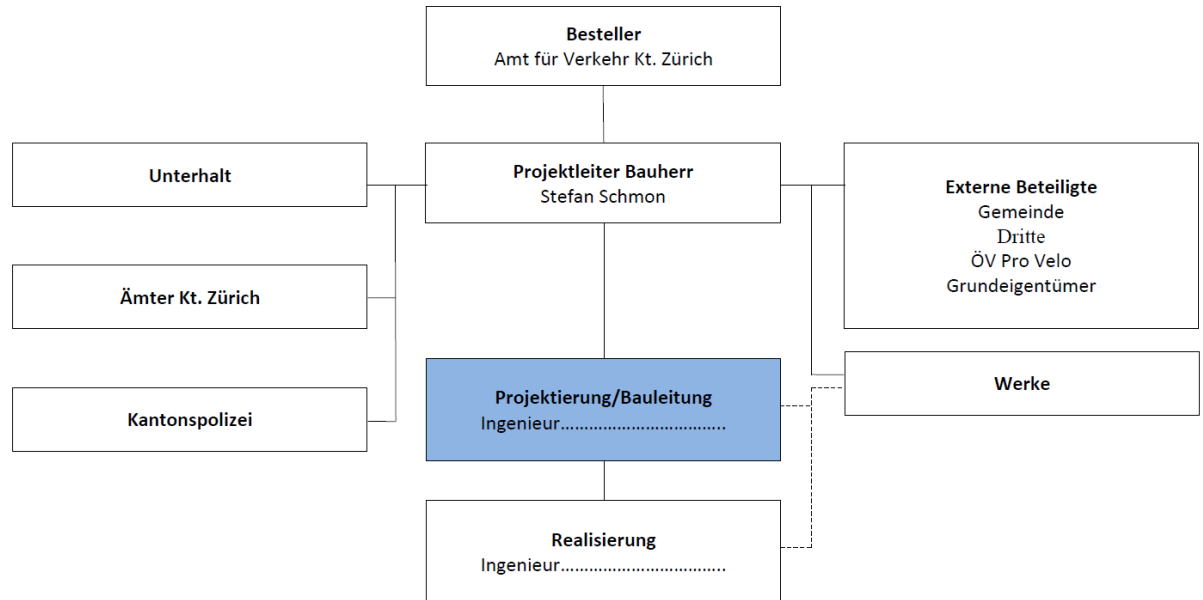 Besteller
Amt für Verkehr Kt. Zürich
Unterhalt
Projektleiter Bauherr
Stefan Schmon
Externe Beteiligte
Gemeinde
Dritte
ÖV Pro Velo
Grundeigentümer
Ämter Kt. Zürich
Projektierung/Bauleitung
Ingenieur……………………………..
Werke
Kantonspolizei
Realisierung
Ingenieur……………………………..